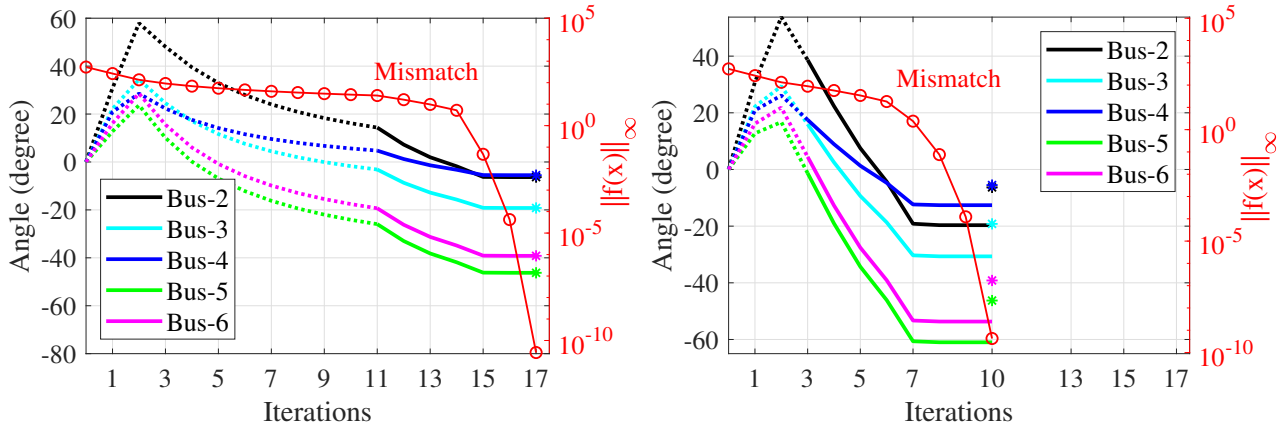 60
40
20
0
-20
-40
-60
-80
Angle (degree)
1 3 5 7 9 11 13 15 17
Iterations
Mismatch
Bus-2
Bus-3
Bus-4
Bus-5
Bus-6
10^5
10^0
10^-5
10^-10
||f(x)||_∞
40
20
0
-20
-40
-60
Angle (degree)
1 3 5 7 10 13 15 17
Iterations
Mismatch
Bus-2
Bus-3
Bus-4
Bus-5
Bus-6
10^5
10^0
10^-5
10^-10
||f(x)||_∞